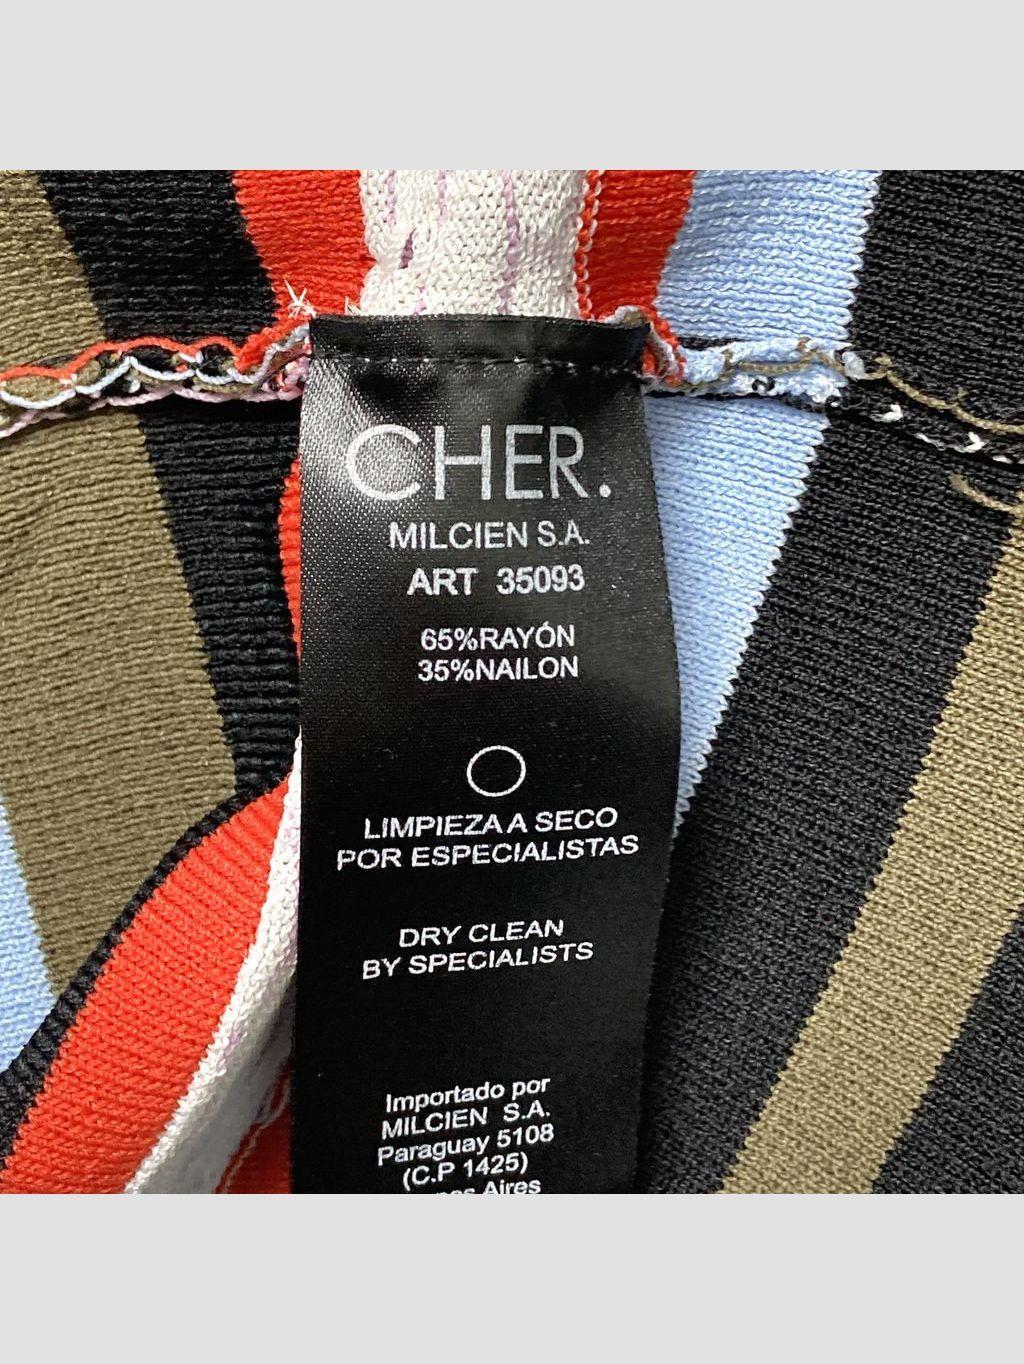 CHER.
MILCIEN S.A.
ART 35093
65%RAYÓN
35%NAILON
LIMPIEZA A SECO
POR ESPECIALISTAS
DRY CLEAN
BY SPECIALISTS
Importado por
MILCIEN S.A.
Paraguay 5108
(C.P 1425)
Aires